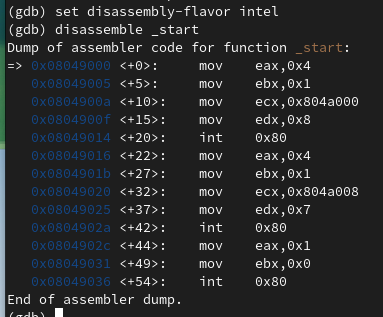 (gdb) set disassembly-flavor intel
(gdb) disassemble _start
Dump of assembler code for function _start:
=> 0x08049000 <+0>: mov eax,0x4
0x08049005 <+5>: mov ebx,0x1
0x0804900a <+10>: mov ecx,0x804a000
0x0804900f <+15>: mov edx,0x8
0x08049014 <+20>: int 0x80
0x08049016 <+22>: mov eax,0x4
0x0804901b <+27>: mov ebx,0x1
0x08049020 <+32>: mov ecx,0x804a008
0x08049025 <+37>: mov edx,0x7
0x0804902a <+42>: int 0x80
0x0804902c <+44>: mov eax,0x1
0x08049031 <+49>: mov ebx,0x0
0x08049036 <+54>: int 0x80
End of assembler dump.
(gdb)